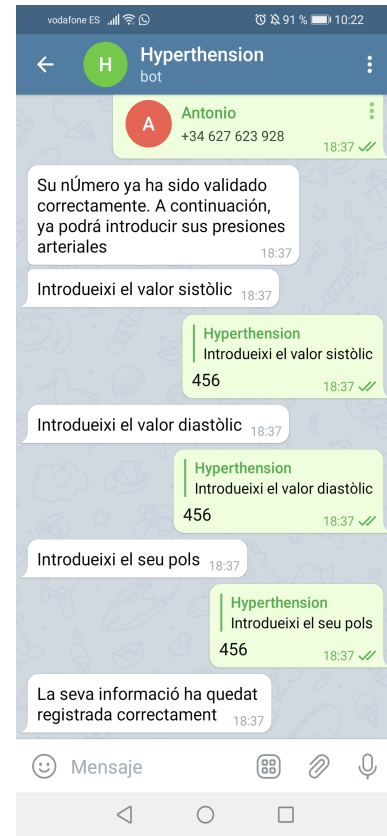 vodafone ES 91 % 10:22
H Hyperthension
bot
A Antonio
+34 627 623 928
18:37
Su nÚmero ya ha sido validado
correctamente. A continuación,
ya podrá introducir sus presiones
arteriales
18:37
Introdueixi el valor sistòlic 18:37
Hyperthension
Introdueixi el valor sistòlic
456
18:37
Introdueixi el valor diastòlic 18:37
Hyperthension
Introdueixi el valor diastòlic
456
18:37
Introdueixi el seu pols 18:37
Hyperthension
Introdueixi el seu pols
456
18:37
La seva informació ha quedat
registrada correctament 18:37
Mensaje